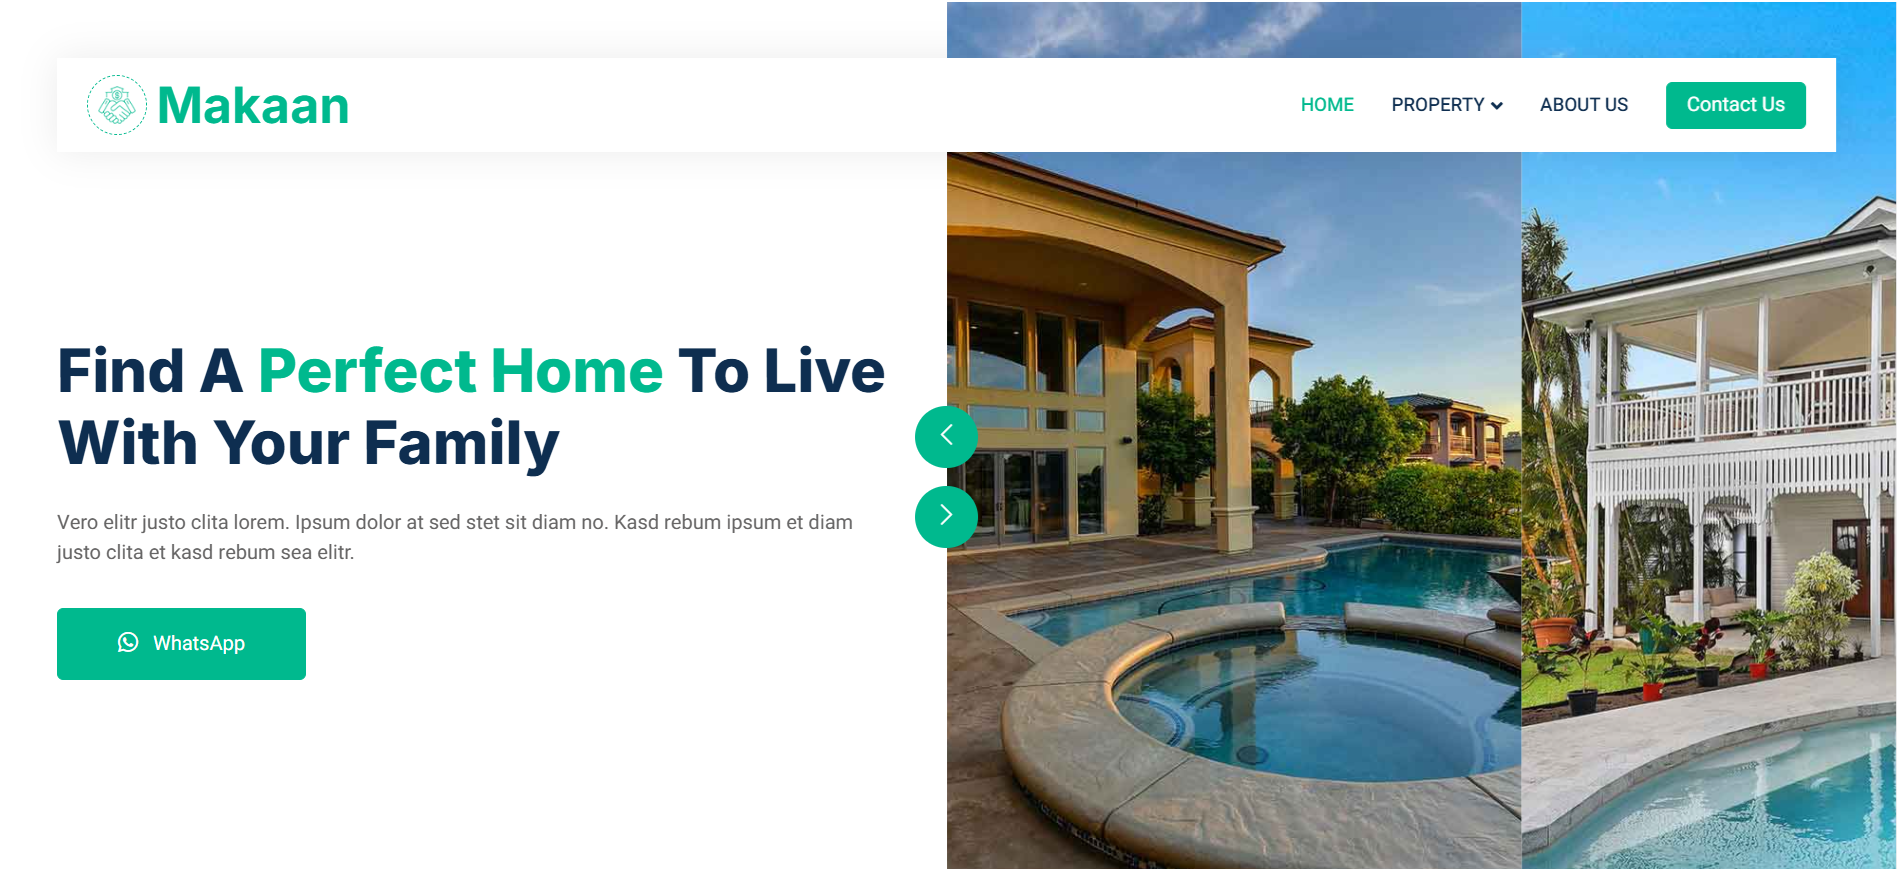 Makaan
HOME
PROPERTY
ABOUT US
Contact Us
Find A Perfect Home To Live
With Your Family
Vero elitr justo clita lorem. Ipsum dolor at sed stet sit diam no. Kasd rebum ipsum et diam
justo clita et kasd rebum sea elitr.
WhatsApp